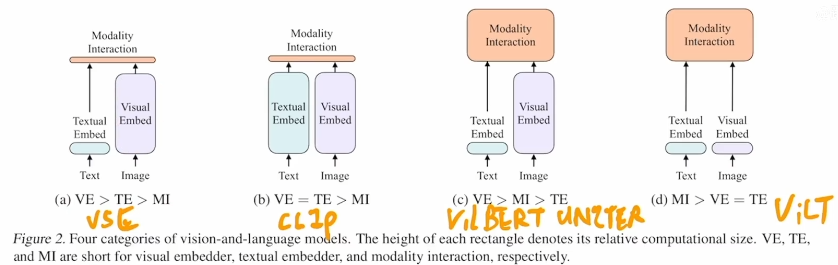 Modality Interaction
Textual Embed
Visual Embed
Text
Image
(a) VE > TE > MI
VSE
Modality Interaction
Textual Embed
Visual Embed
Text
Image
(b) VE = TE > MI
CLIP
Modality Interaction
Textual Embed
Visual Embed
Text
Image
(c) VE > MI > TE
ViLBERT UNITER
Modality Interaction
Textual Embed
Visual Embed
Text
Image
(d) MI > VE = TE
ViLT
Figure 2. Four categories of vision-and-language models. The height of each rectangle denotes its relative computational size. VE, TE,
and MI are short for visual embedder, textual embedder, and modality interaction, respectively.